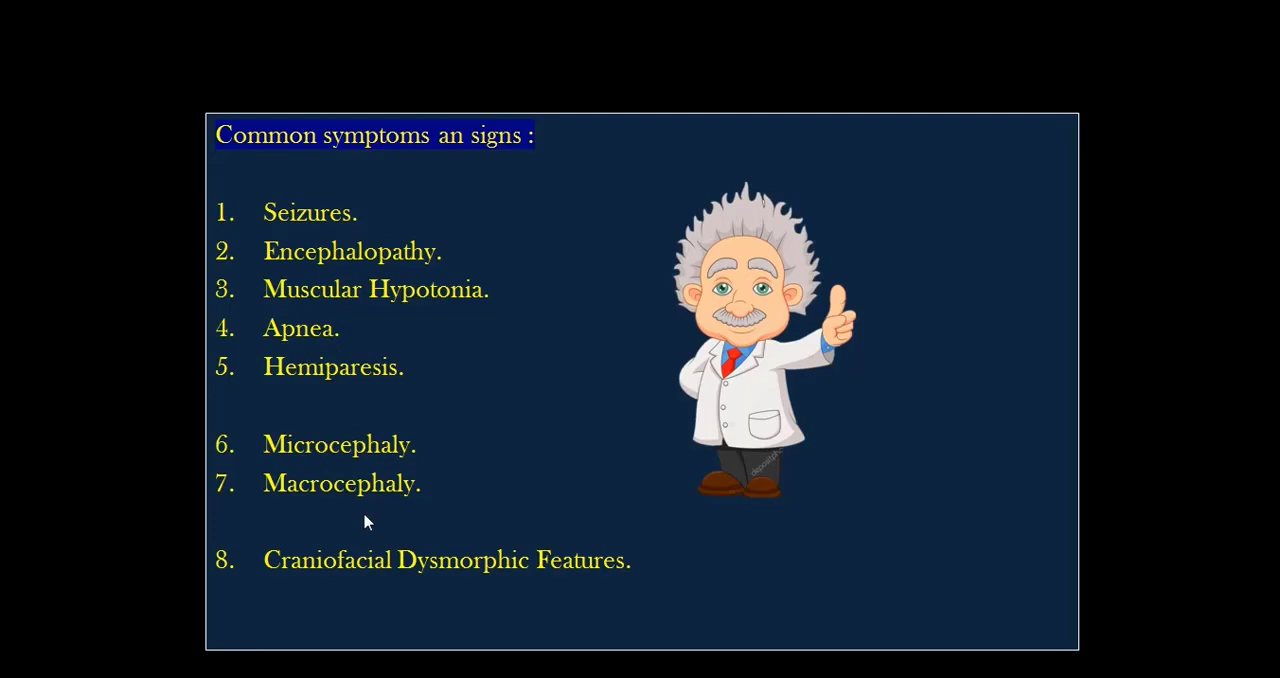 Common symptoms an signs :
1. Seizures.
2. Encephalopathy.
3. Muscular Hypotonia.
4. Apnea.
5. Hemiparesis.
6. Microcephaly.
7. Macrocephaly.
8. Craniofacial Dysmorphic Features.